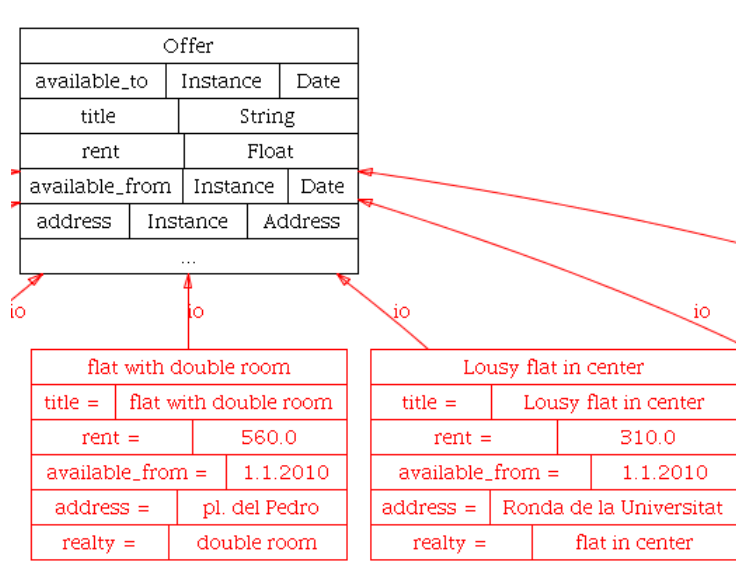 Offer
available_to Instance Date
title String
rent Float
available_from Instance Date
address Instance Address
...
io io io io
flat with double room
title = flat with double room
rent = 560.0
available_from = 1.1.2010
address = pl. del Pedro
realty = double room
Lousy flat in center
title = Lousy flat in center
rent = 310.0
available_from = 1.1.2010
address = Ronda de la Universitat
realty = flat in center